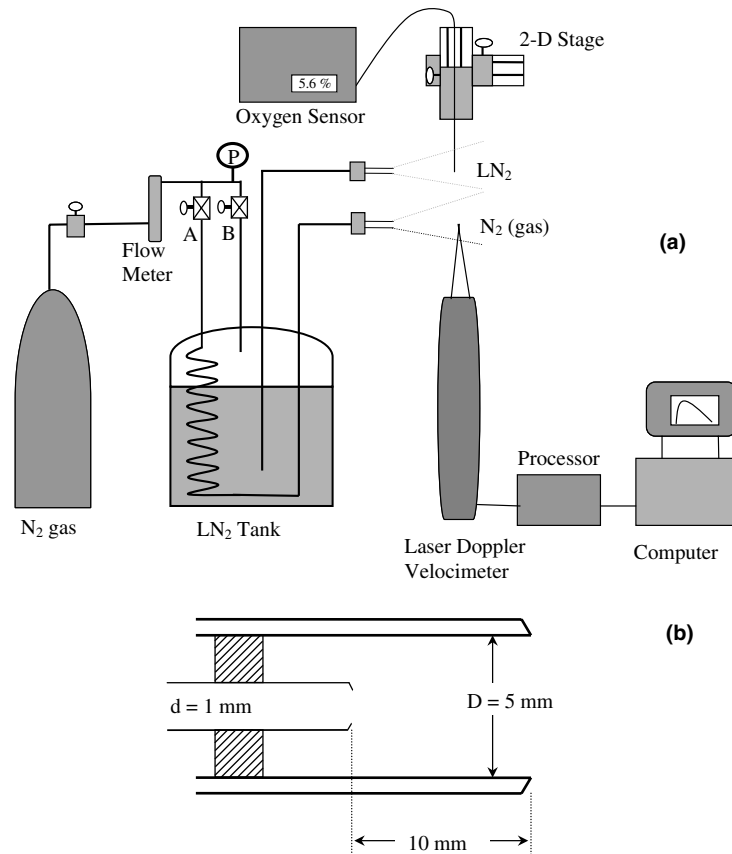 2-D Stage
5.6 %
Oxygen Sensor
P
LN₂
A
B
N₂ (gas)
(a)
Flow
Meter
Processor
N₂ gas
LN₂ Tank
Laser Doppler
Velocimeter
Computer
(b)
d = 1 mm
D = 5 mm
10 mm